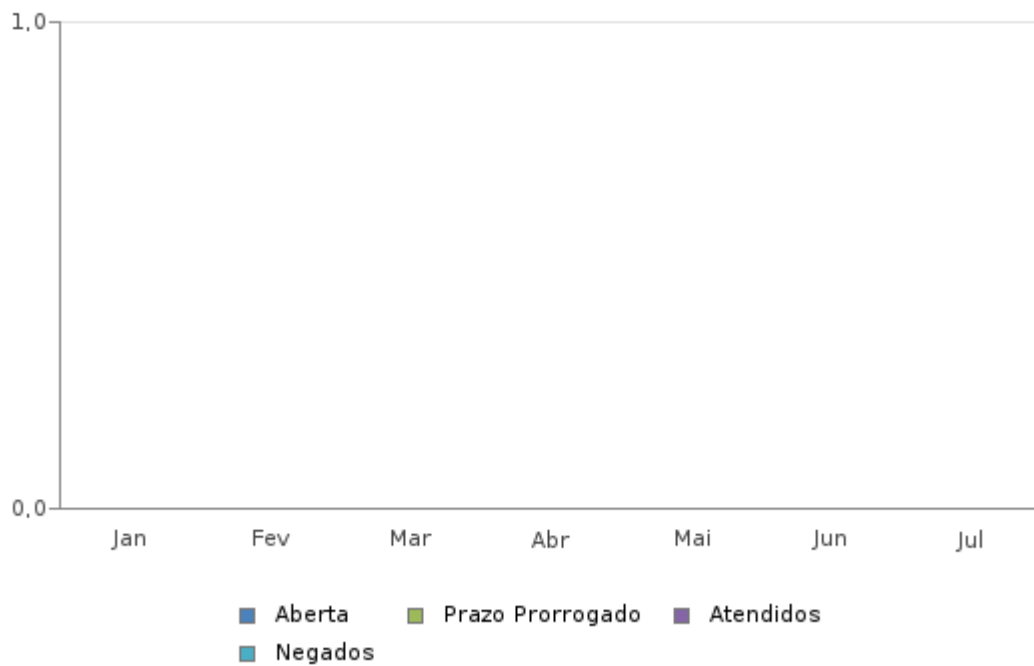 1,0
0,0
Jan Fev Mar Abr Mai Jun Jul
Aberta Prazo Prorrogado Atendidos
Negados